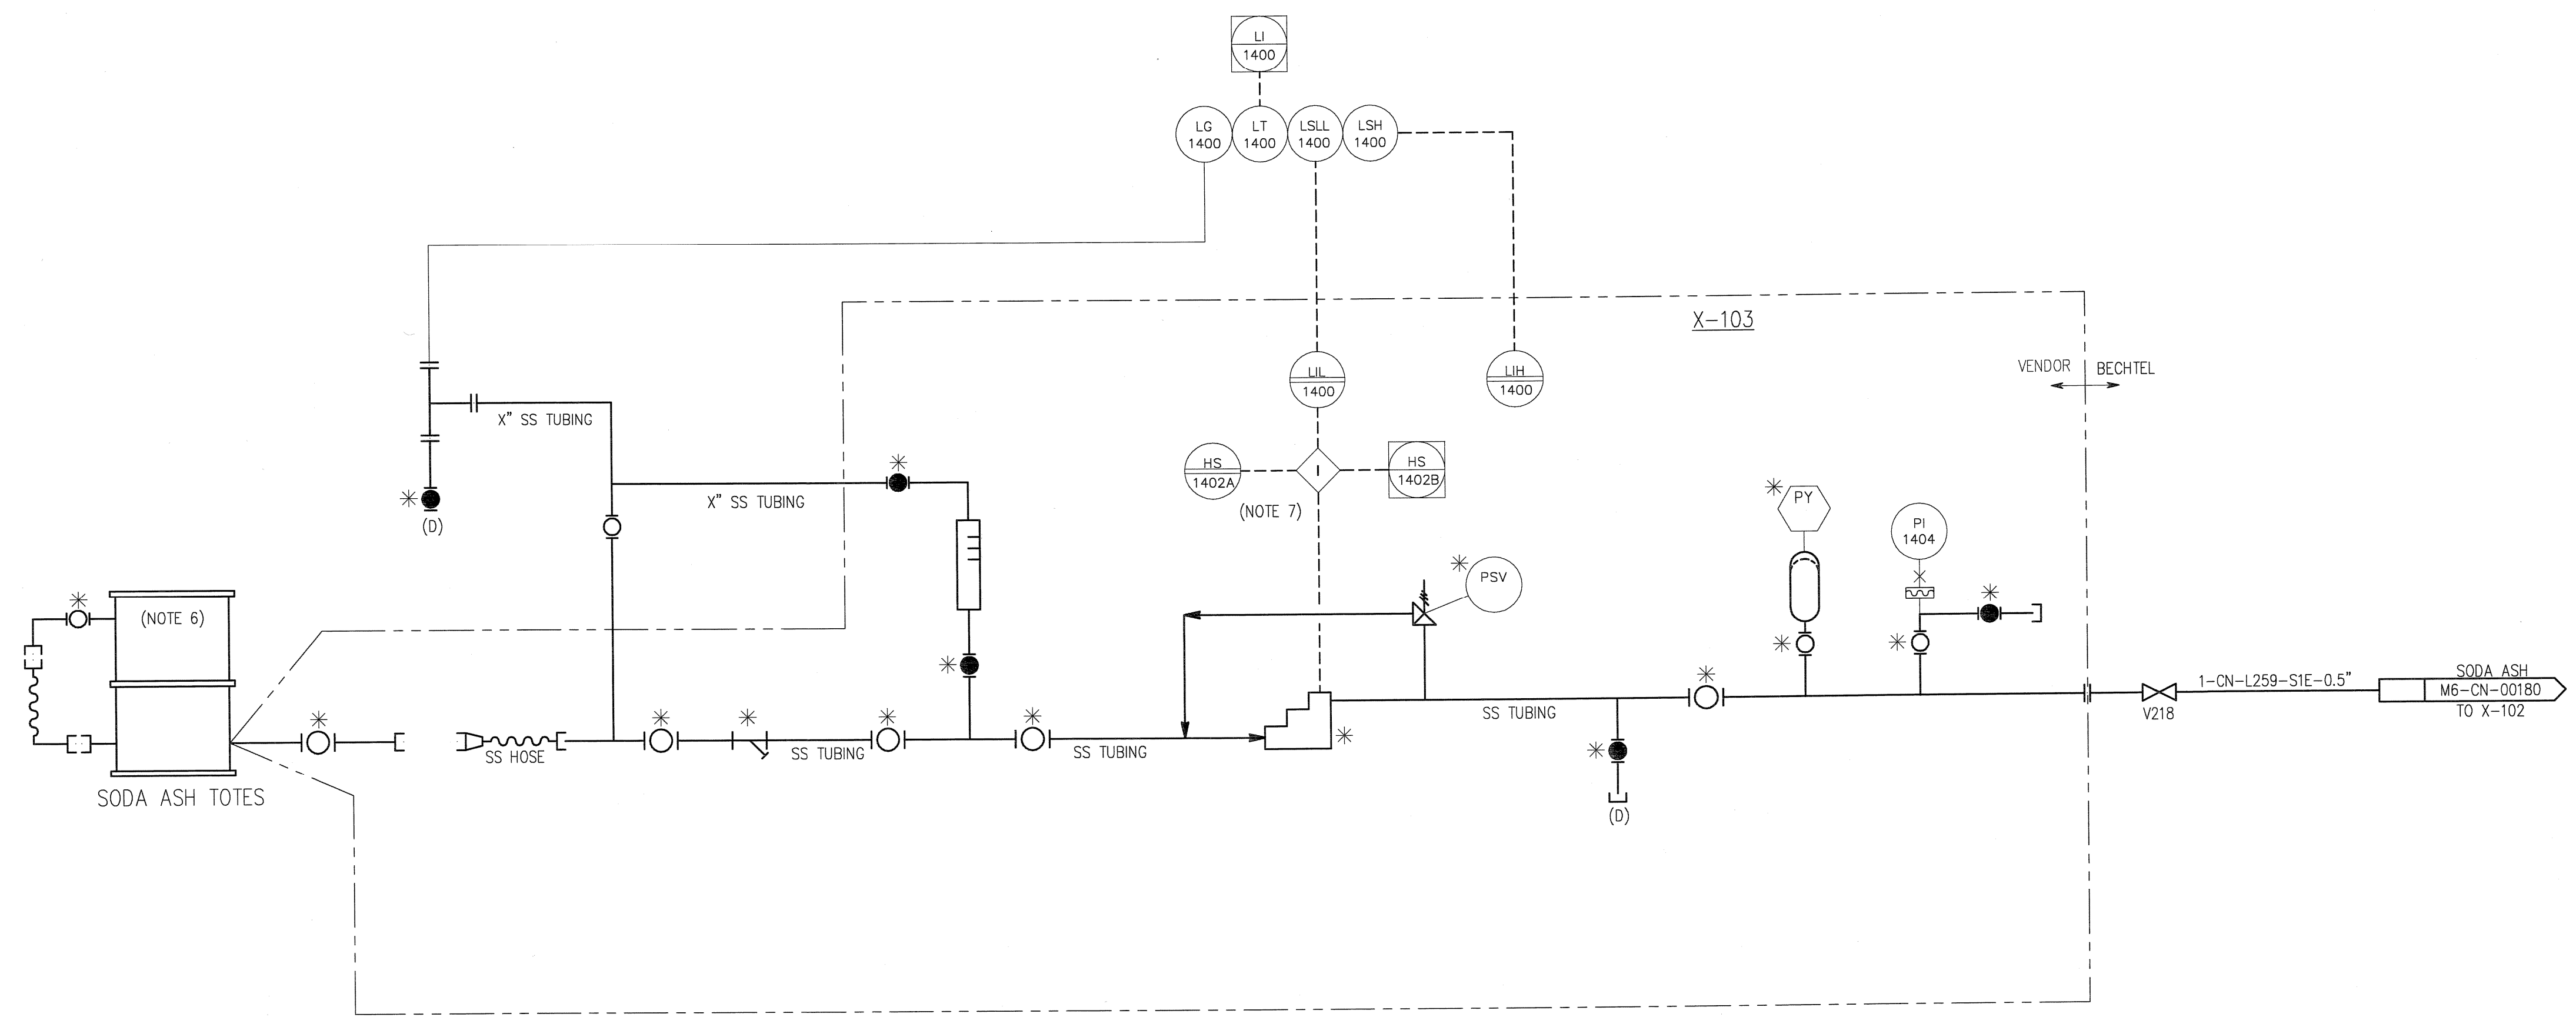 LI
1400
LG
1400
LT
1400
LSLL
1400
LSH
1400
X-103
VENDOR
BECHTEL
LIL
1400
LIH
1400
X" SS TUBING
HS
1402A
I
HS
1402B
(NOTE 7)
X" SS TUBING
(D)
PY
PI
1404
PSV
(NOTE 6)
SODA ASH TOTES
SS HOSE
SS TUBING
SS TUBING
SS TUBING
(D)
V218
1-CN-L259-S1E-0.5"
SODA ASH
M6-CN-00180
TO X-102